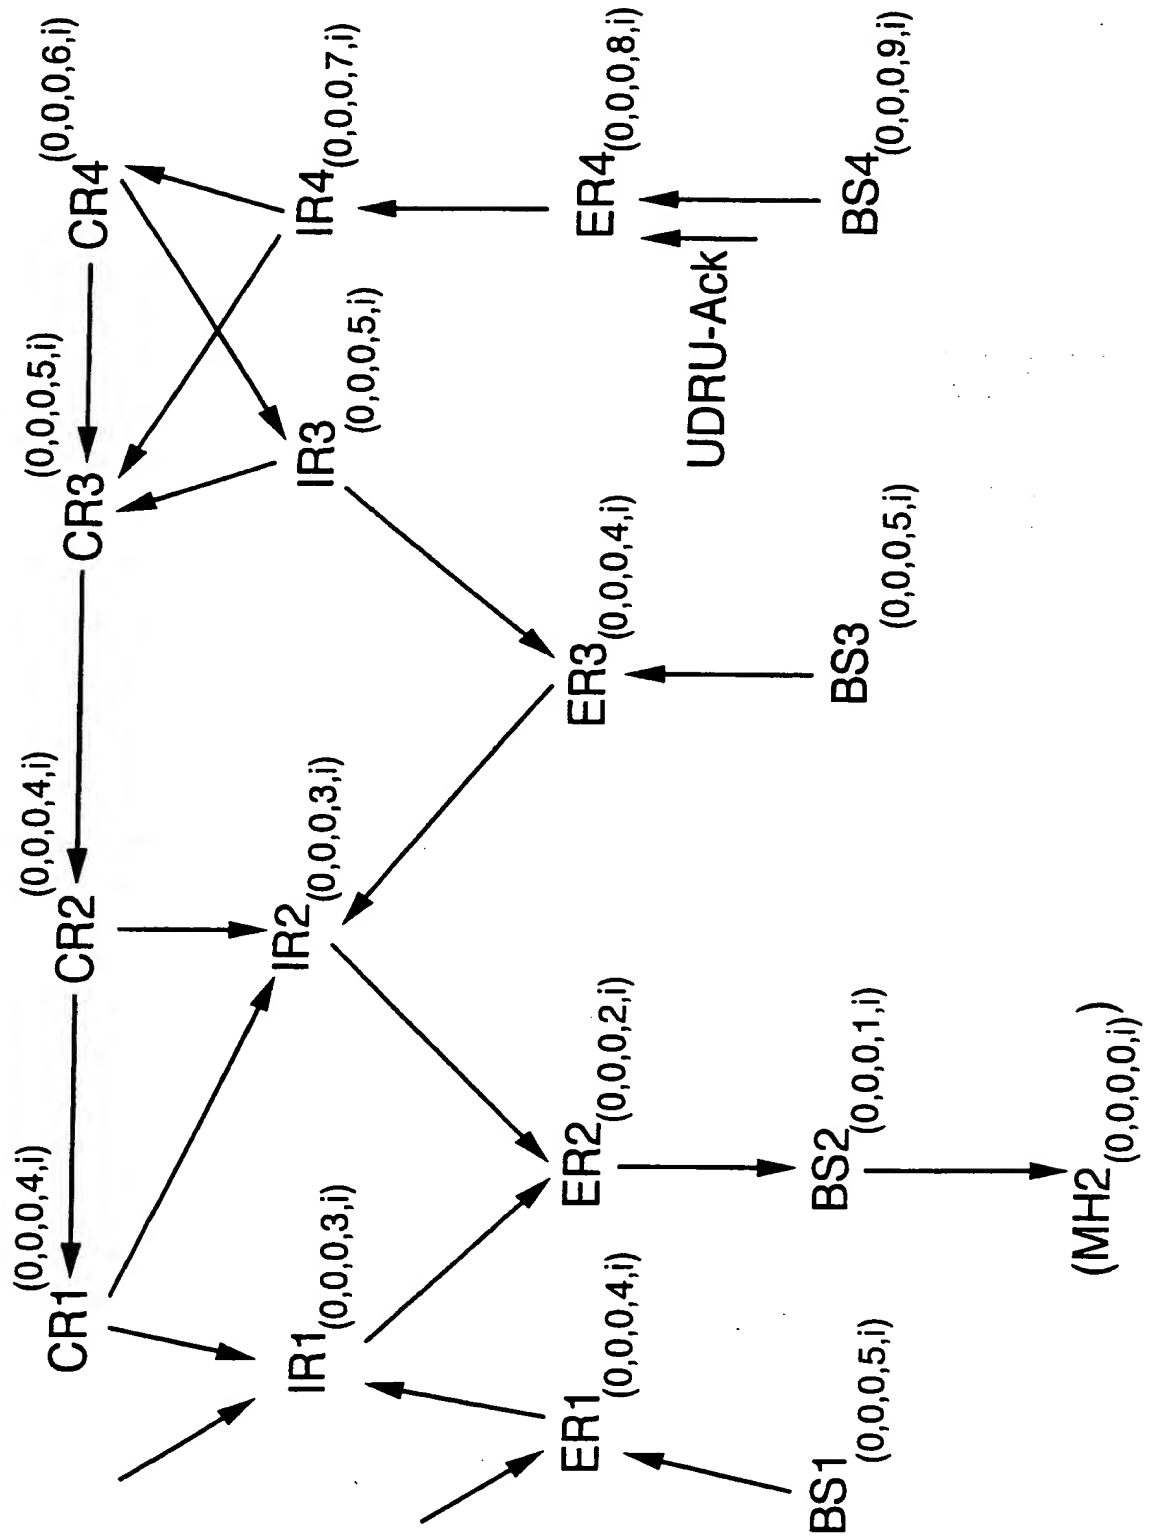 CR1
(0,0,0,4,i)
CR2
(0,0,0,4,i)
CR3
(0,0,0,5,i)
CR4
(0,0,0,6,i)
IR1
(0,0,0,3,i)
IR2
(0,0,0,3,i)
IR3
(0,0,0,5,i)
IR4
(0,0,0,7,i)
ER1
(0,0,0,4,i)
ER2
(0,0,0,2,i)
ER3
(0,0,0,4,i)
ER4
(0,0,0,8,i)
UDRU-Ack
BS1
(0,0,0,5,i)
BS2
(0,0,0,1,i)
BS3
(0,0,0,5,i)
BS4
(0,0,0,9,i)
(MH2
(0,0,0,0,i))